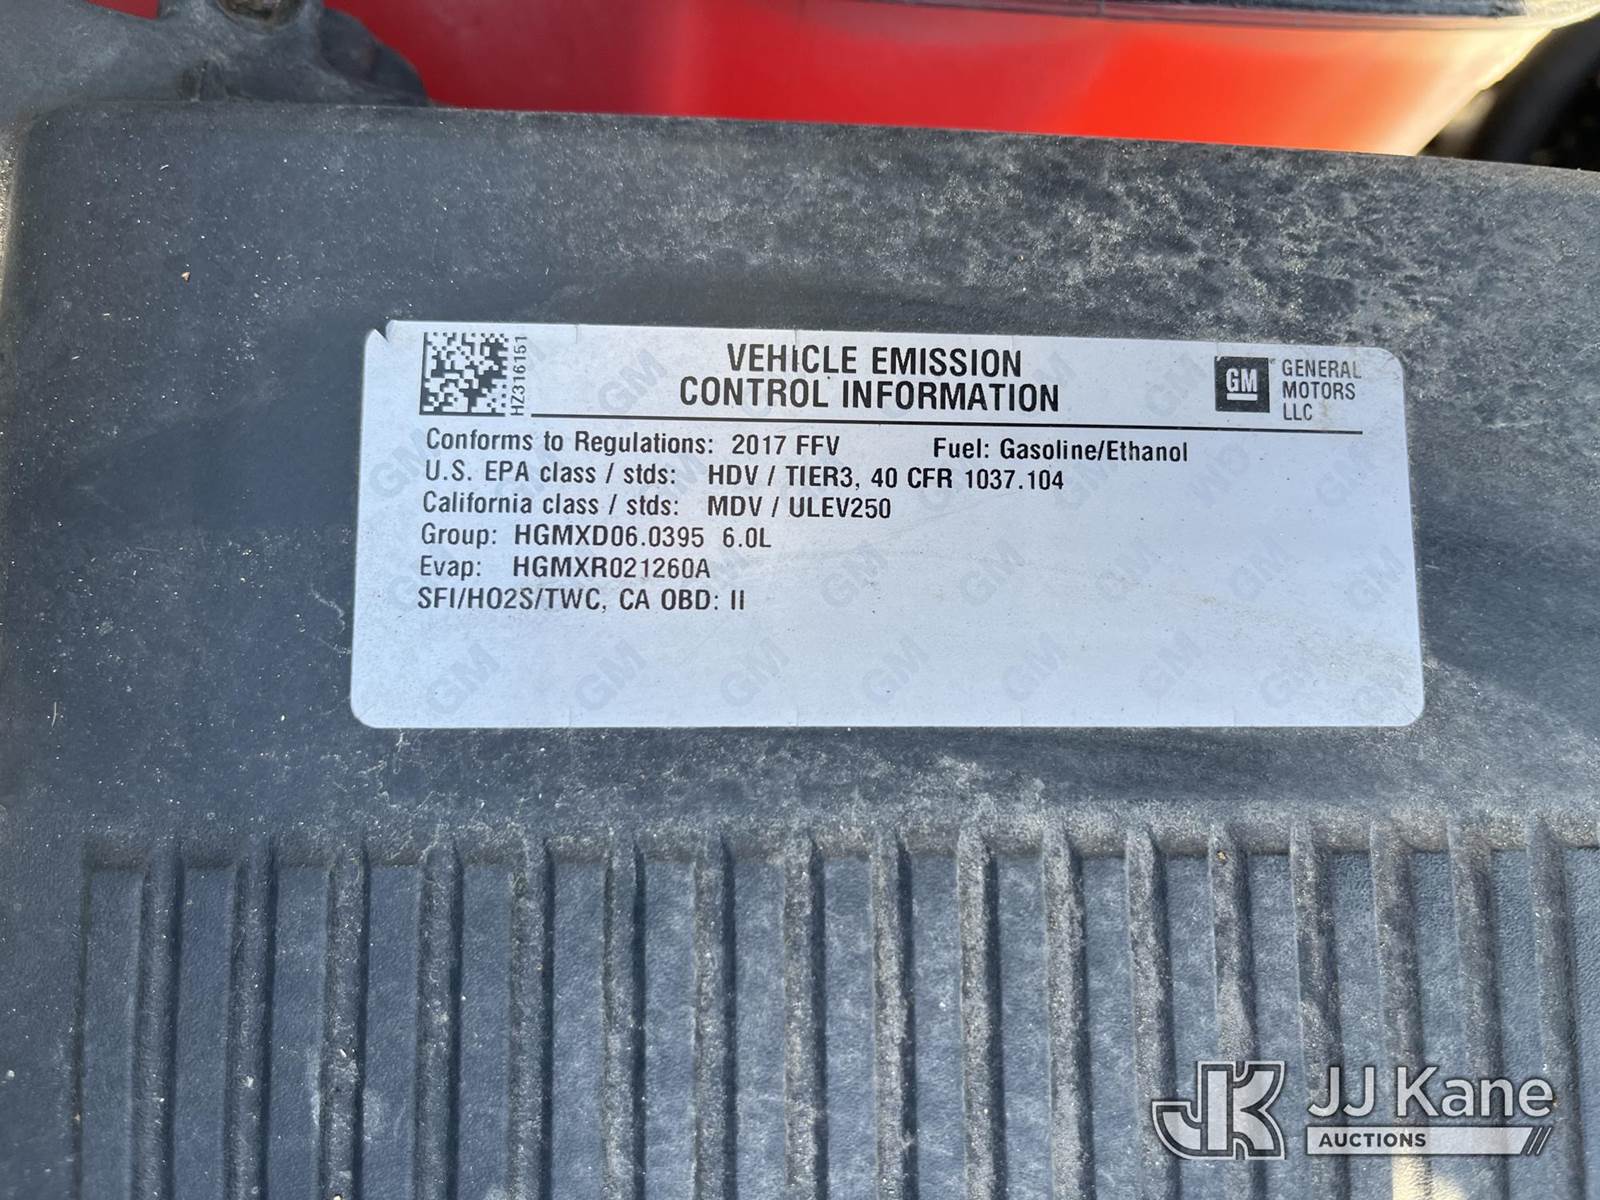 HZ316151
VEHICLE EMISSION
CONTROL INFORMATION
GM
GENERAL
MOTORS
LLC
Conforms to Regulations: 2017 FFV Fuel: Gasoline/Ethanol
U.S. EPA class / stds: HDV / TIER3, 40 CFR 1037.104
California class / stds: MDV / ULEV250
Group: HGMXD06.0395 6.0L
Evap: HGMXR021260A
SFI/HO2S/TWC, CA OBD: II
JK JJ Kane
AUCTIONS